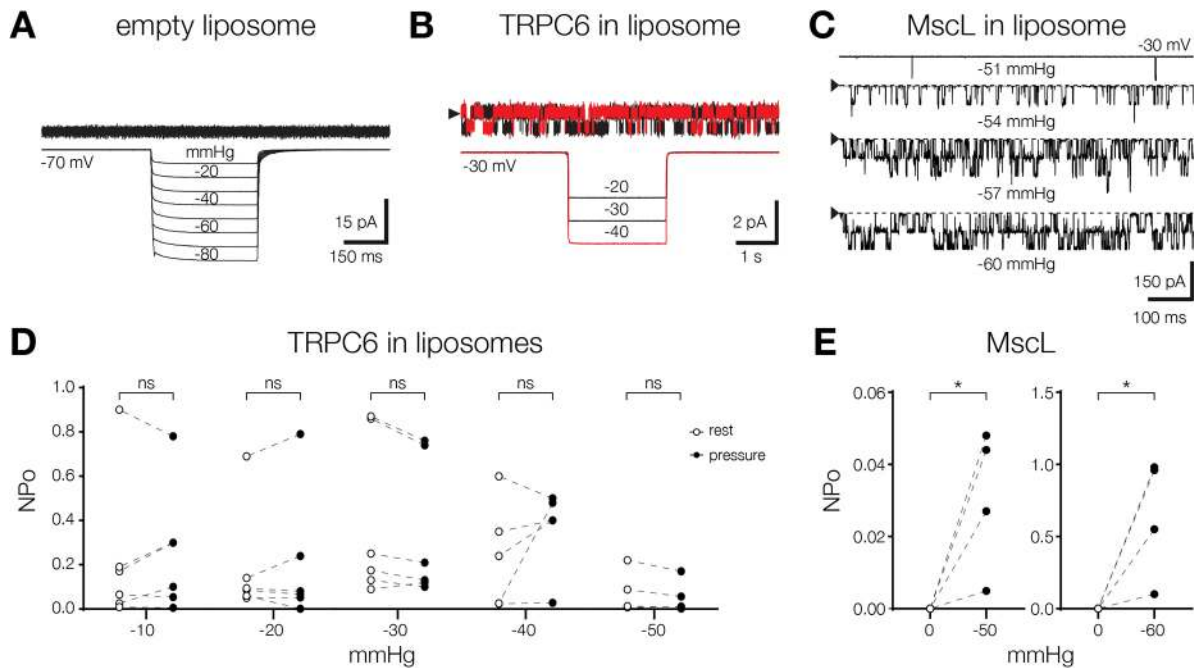 A empty liposome
B TRPC6 in liposome
C MscL in liposome
-70 mV
mmHg
-20
-40
-60
-80
15 pA
150 ms
-30 mV
-20
-30
-40
2 pA
1 s
-30 mV
-51 mmHg
-54 mmHg
-57 mmHg
-60 mmHg
150 pA
100 ms
D TRPC6 in liposomes
ns ns ns ns ns
1.0
0.8
0.6
0.4
0.2
0.0
NPo
rest
pressure
-10 -20 -30 -40 -50
mmHg
E MscL
* *
0.06
0.04
0.02
0.00
NPo
0 -50
1.5
1.0
0.5
0.0
0 -60
mmHg